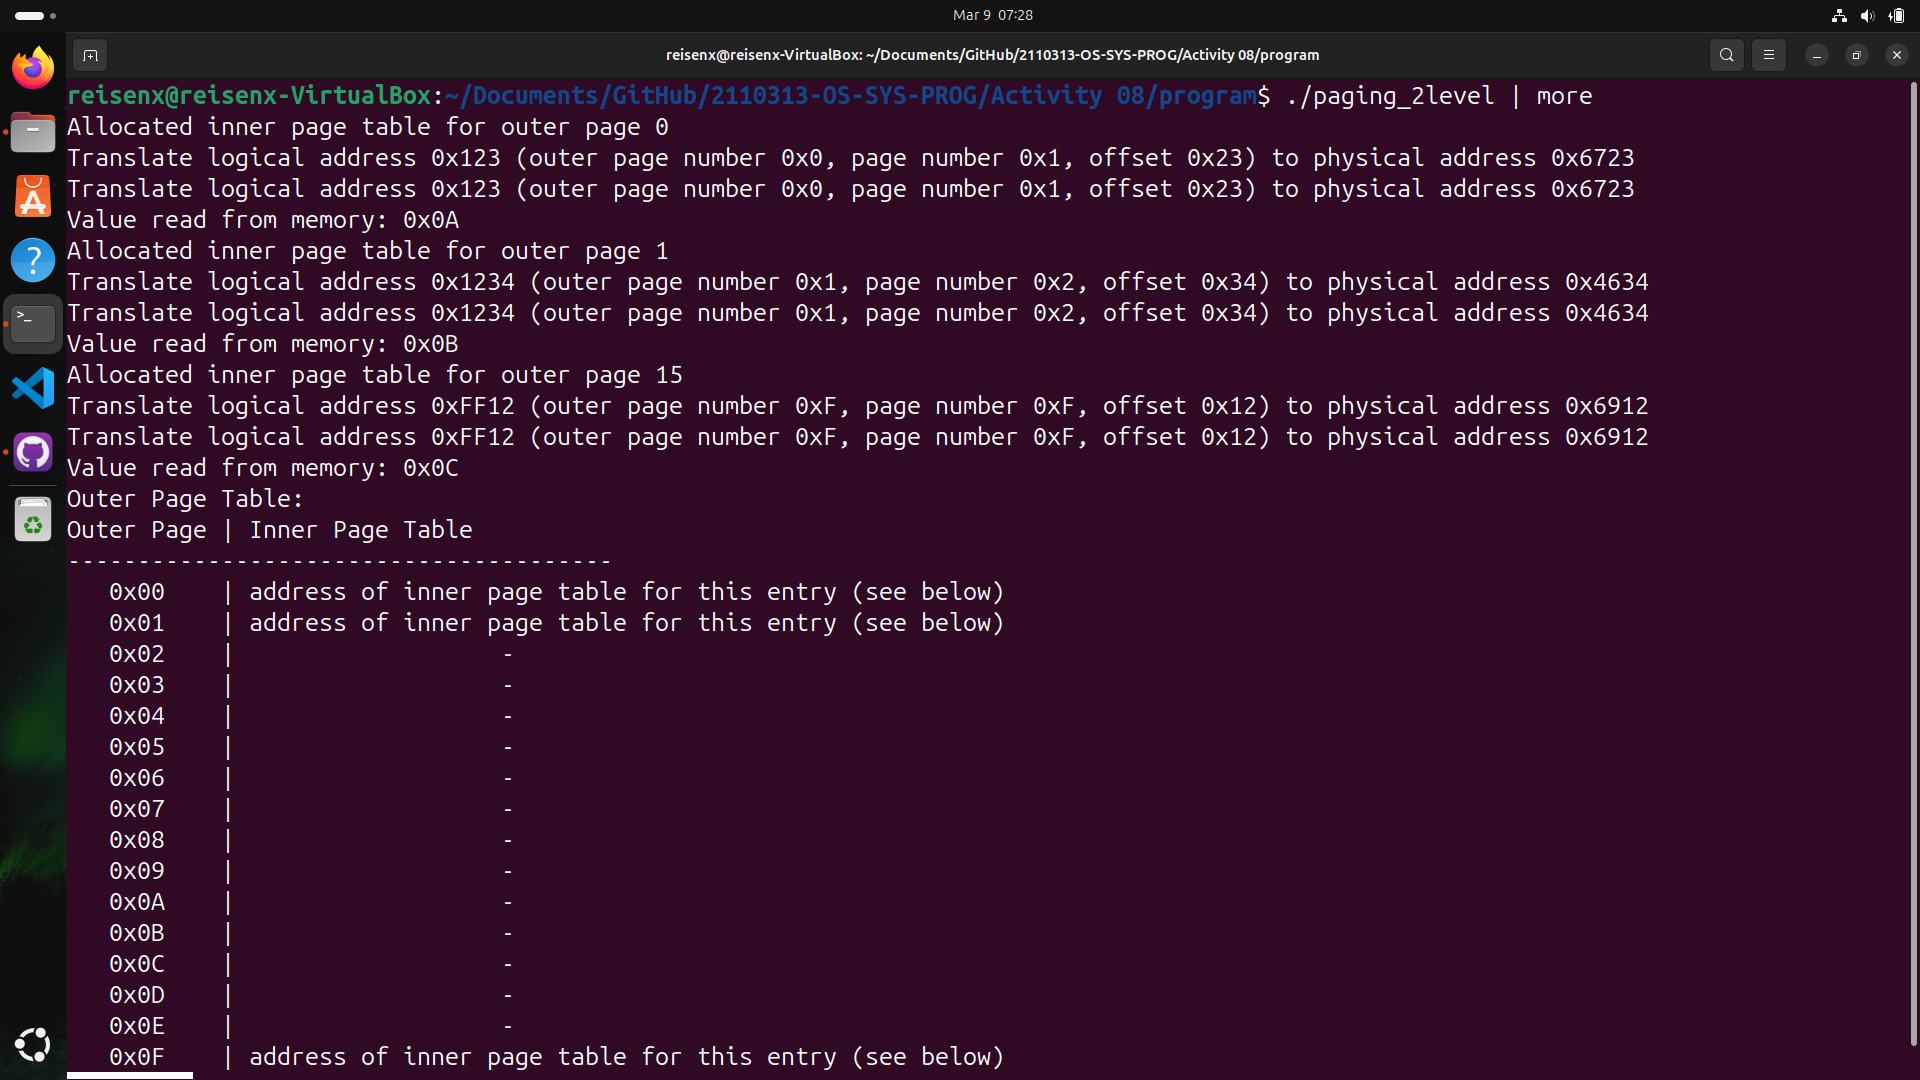 Mar 9 07:28
reisenx@reisenx-VirtualBox: ~/Documents/GitHub/2110313-OS-SYS-PROG/Activity 08/program
reisenx@reisenx-VirtualBox:~/Documents/GitHub/2110313-OS-SYS-PROG/Activity 08/program$ ./paging_2level | more
Allocated inner page table for outer page 0
Translate logical address 0x123 (outer page number 0x0, page number 0x1, offset 0x23) to physical address 0x6723
Translate logical address 0x123 (outer page number 0x0, page number 0x1, offset 0x23) to physical address 0x6723
Value read from memory: 0x0A
Allocated inner page table for outer page 1
Translate logical address 0x1234 (outer page number 0x1, page number 0x2, offset 0x34) to physical address 0x4634
Translate logical address 0x1234 (outer page number 0x1, page number 0x2, offset 0x34) to physical address 0x4634
Value read from memory: 0x0B
Allocated inner page table for outer page 15
Translate logical address 0xFF12 (outer page number 0xF, page number 0xF, offset 0x12) to physical address 0x6912
Translate logical address 0xFF12 (outer page number 0xF, page number 0xF, offset 0x12) to physical address 0x6912
Value read from memory: 0x0C
Outer Page Table:
Outer Page | Inner Page Table
---------------------------------------
   0x00    | address of inner page table for this entry (see below)
   0x01    | address of inner page table for this entry (see below)
   0x02    |                   -
   0x03    |                   -
   0x04    |                   -
   0x05    |                   -
   0x06    |                   -
   0x07    |                   -
   0x08    |                   -
   0x09    |                   -
   0x0A    |                   -
   0x0B    |                   -
   0x0C    |                   -
   0x0D    |                   -
   0x0E    |                   -
   0x0F    | address of inner page table for this entry (see below)